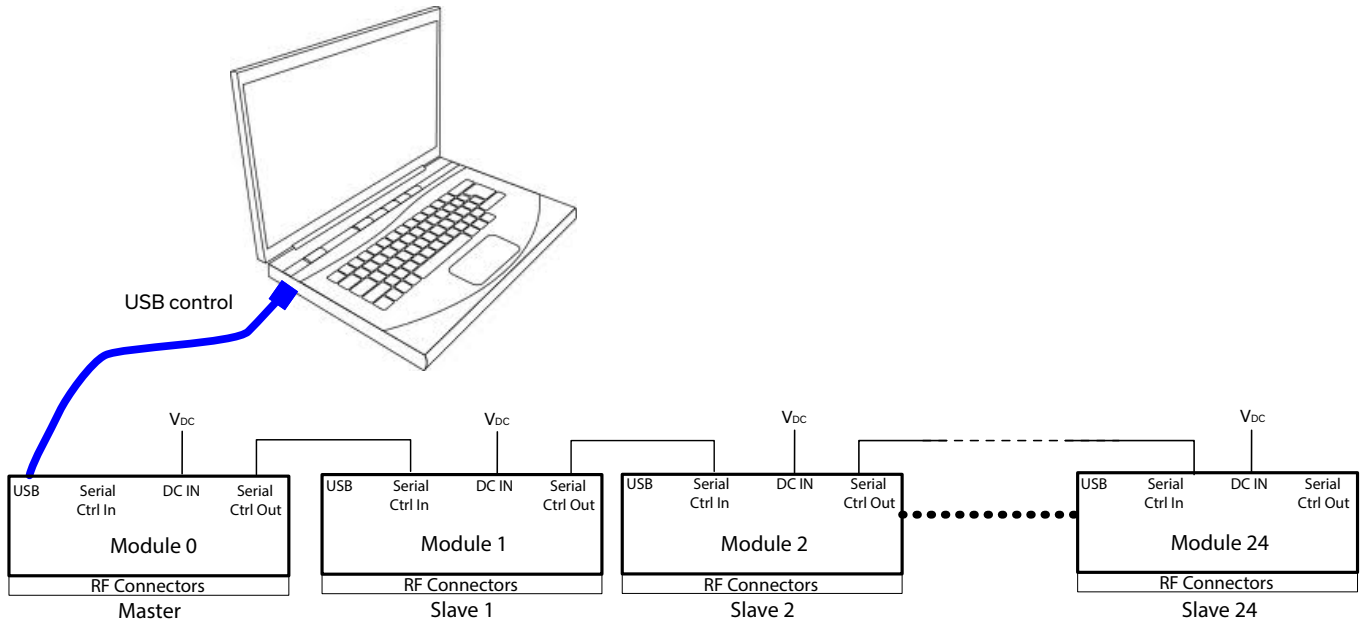 USB control
VDC
VDC
VDC
VDC
USB
Serial
Ctrl In
DC IN
Serial
Ctrl Out
Module 0
RF Connectors
Master
USB
Serial
Ctrl In
DC IN
Serial
Ctrl Out
Module 1
RF Connectors
Slave 1
USB
Serial
Ctrl In
DC IN
Serial
Ctrl Out
Module 2
RF Connectors
Slave 2
USB
Serial
Ctrl In
DC IN
Serial
Ctrl Out
Module 24
RF Connectors
Slave 24